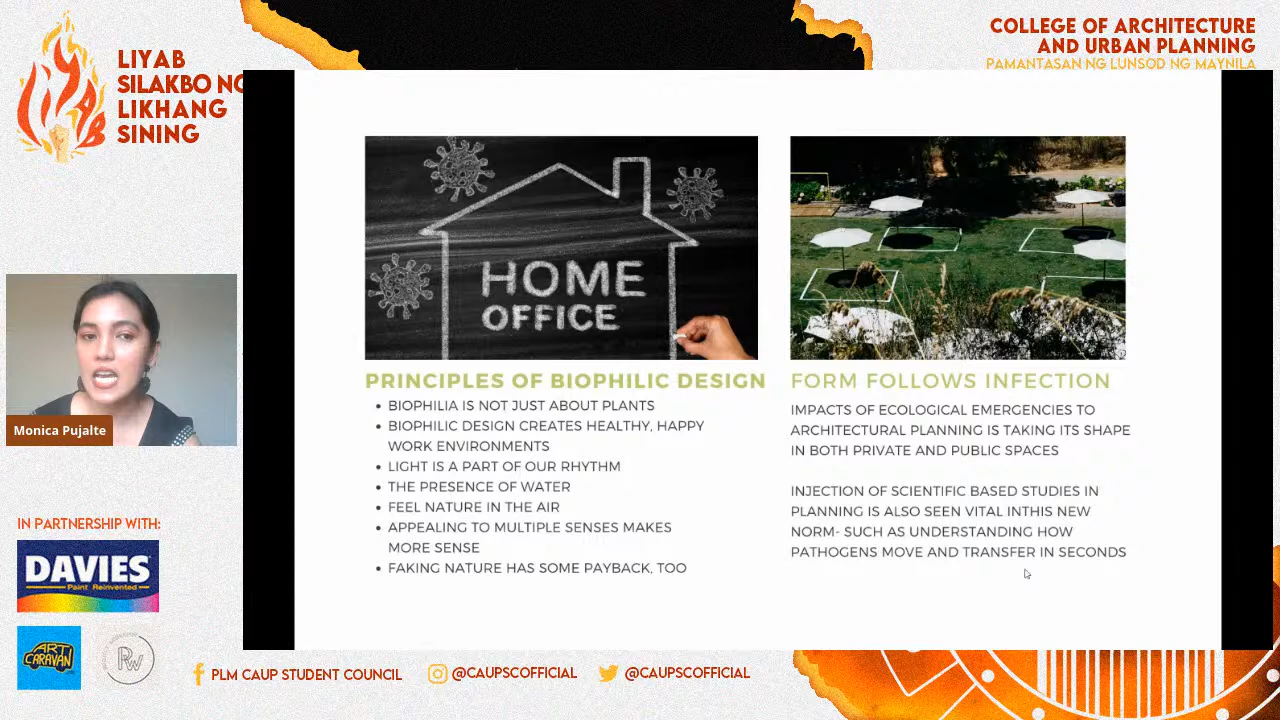 LIYAB
SILAKBO NG
LIKHANG
SINING
COLLEGE OF ARCHITECTURE
AND URBAN PLANNING
PAMANTASAN NG LUNSOD NG MAYNILA
HOME
OFFICE
PRINCIPLES OF BIOPHILIC DESIGN
• BIOPHILIA IS NOT JUST ABOUT PLANTS
• BIOPHILIC DESIGN CREATES HEALTHY, HAPPY
WORK ENVIRONMENTS
• LIGHT IS A PART OF OUR RHYTHM
• THE PRESENCE OF WATER
• FEEL NATURE IN THE AIR
• APPEALING TO MULTIPLE SENSES MAKES
MORE SENSE
• FAKING NATURE HAS SOME PAYBACK, TOO
FORM FOLLOWS INFECTION
IMPACTS OF ECOLOGICAL EMERGENCIES TO
ARCHITECTURAL PLANNING IS TAKING ITS SHAPE
IN BOTH PRIVATE AND PUBLIC SPACES
INJECTION OF SCIENTIFIC BASED STUDIES IN
PLANNING IS ALSO SEEN VITAL INTHIS NEW
NORM- SUCH AS UNDERSTANDING HOW
PATHOGENS MOVE AND TRANSFER IN SECONDS
Monica Pujalte
IN PARTNERSHIP WITH:
DAVIES
Paint Reinvented
ART
CARAVAN
PW
PLM CAUP STUDENT COUNCIL
@CAUPSCOFFICIAL
@CAUPSCOFFICIAL